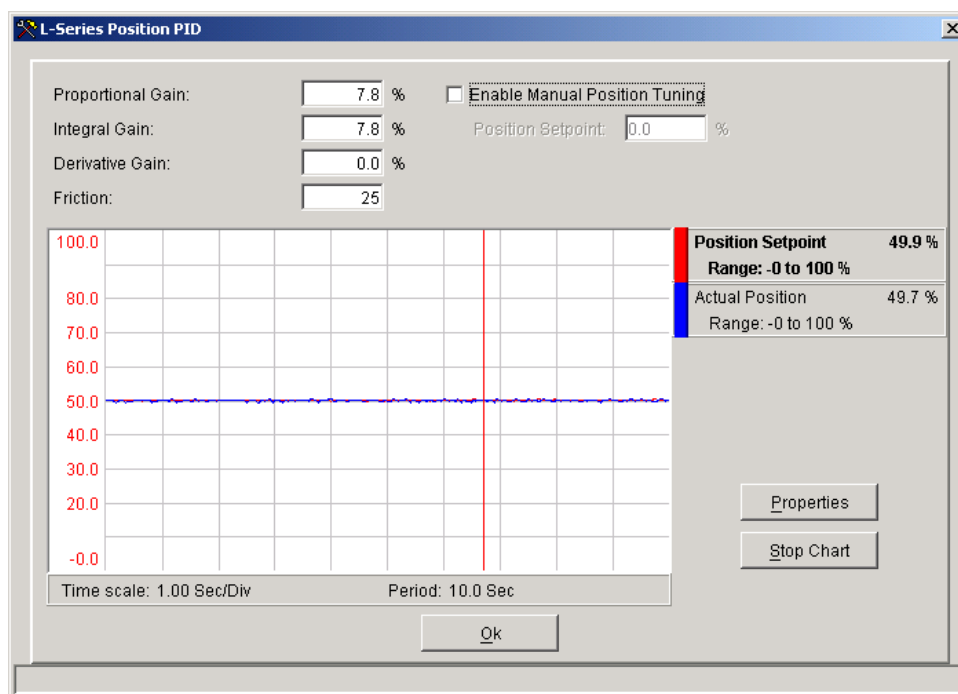 L-Series Position PID
Proportional Gain: 7.8 %
Enable Manual Position Tuning
Integral Gain: 7.8 %
Position Setpoint: 0.0 %
Derivative Gain: 0.0 %
Friction: 25
100.0
80.0
70.0
60.0
50.0
40.0
30.0
20.0
-0.0
Position Setpoint 49.9 %
Range: -0 to 100 %
Actual Position 49.7 %
Range: -0 to 100 %
Properties
Stop Chart
Time scale: 1.00 Sec/Div Period: 10.0 Sec
Ok